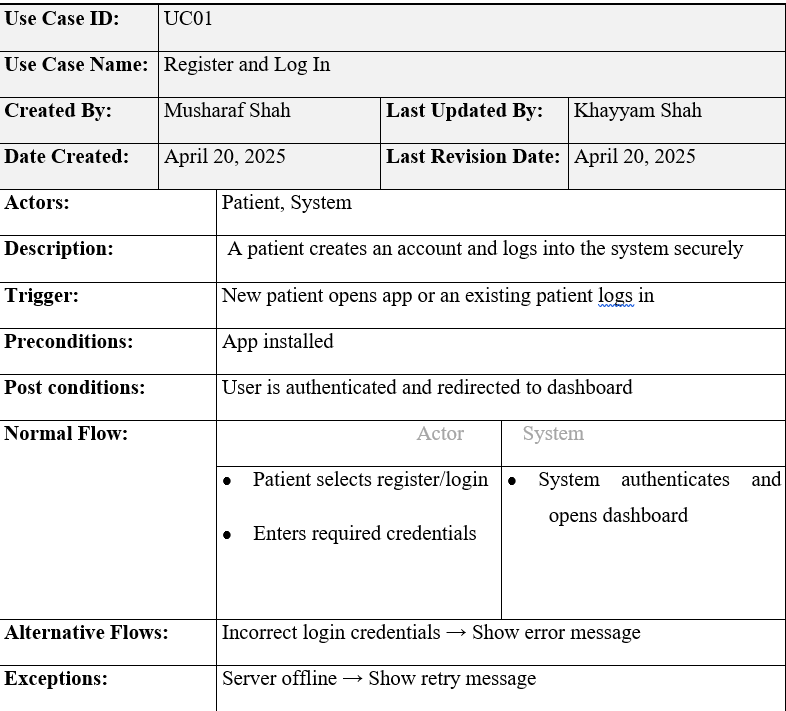 Use Case ID: UC01
Use Case Name: Register and Log In
Created By: Musharaf Shah Last Updated By: Khayyam Shah
Date Created: April 20, 2025 Last Revision Date: April 20, 2025
Actors: Patient, System
Description: A patient creates an account and logs into the system securely
Trigger: New patient opens app or an existing patient logs in
Preconditions: App installed
Post conditions: User is authenticated and redirected to dashboard
Normal Flow: Actor System
● Patient selects register/login
● Enters required credentials
● System authenticates and
opens dashboard
Alternative Flows: Incorrect login credentials → Show error message
Exceptions: Server offline → Show retry message